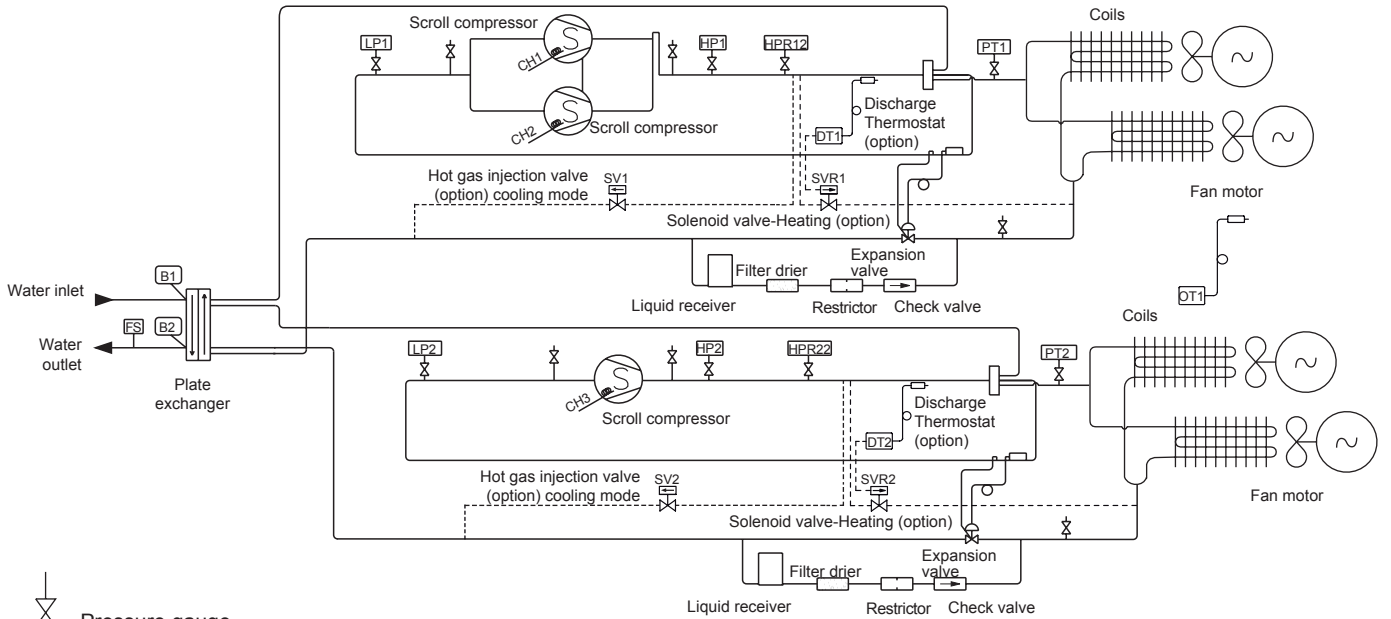 Scroll compressor
Coils
LP1
HP1
HPR12
PT1
CH1
CH2
Scroll compressor
Discharge
Thermostat
(option)
DT1
Hot gas injection valve
(option) cooling mode
SV1
SVR1
Fan motor
Solenoid valve-Heating (option)
Water inlet
B1
Filter drier
Expansion
valve
Liquid receiver
Restrictor
Check valve
OT1
Coils
FS
B2
Water
outlet
LP2
HP2
HPR22
PT2
Plate
exchanger
CH3
Scroll compressor
Discharge
Thermostat
(option)
DT2
Hot gas injection valve
(option) cooling mode
SV2
SVR2
Fan motor
Solenoid valve-Heating (option)
Filter drier
Expansion
valve
Liquid receiver
Restrictor
Check valve
Pressure gauge